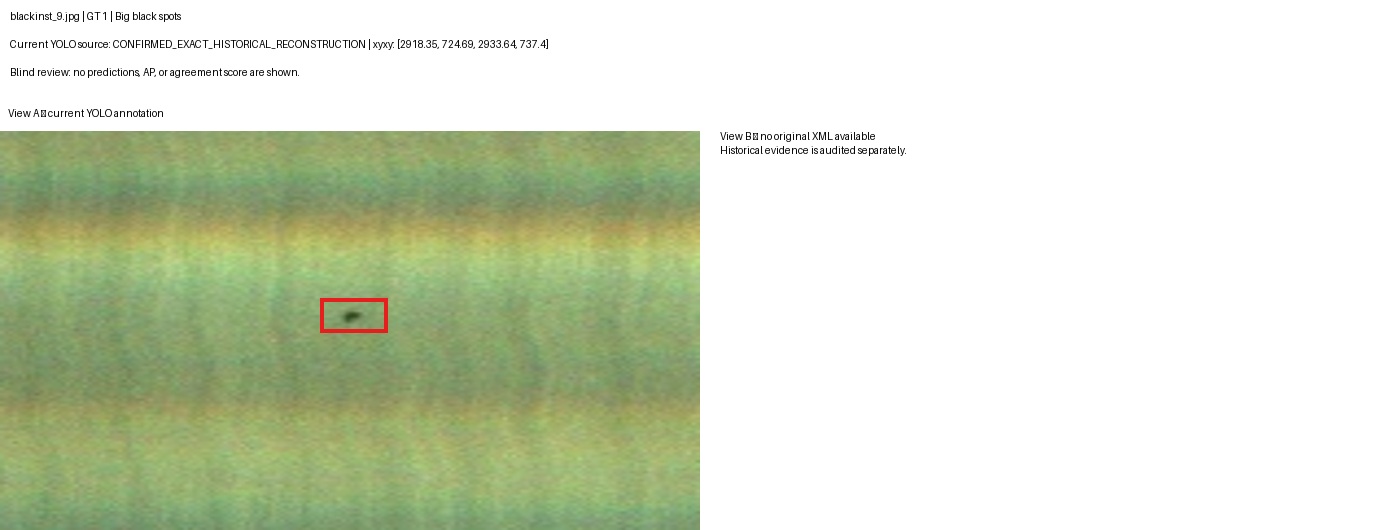 blackinst_9.jpg | GT 1 | Big black spots
Current YOLO source: CONFIRMED_EXACT_HISTORICAL_RECONSTRUCTION | xyxy: [2918.35, 724.69, 2933.64, 737.4]
Blind review: no predictions, AP, or agreement score are shown.
View A▯ current YOLO annotation
View B▯ no original XML available
Historical evidence is audited separately.